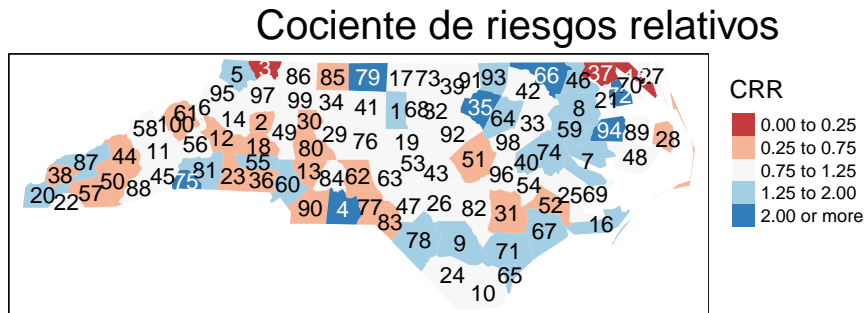 Cociente de riesgos relativos
5 3 86 85 79 17 73 39 91 93 42 66 46 37 70 27
95 97 99 34 41 1 68 32 35 64 33 8 21
58 100 61 6 14 2 49 30 29 76 19 92 98 59 94 89 28
38 87 44 11 56 12 18 80 53 43 51 40 74 7 48
20 22 57 50 88 45 75 81 23 55 36 60 13 84 62 63 96 54 25 69
90 4 77 83 47 26 82 31 52 16
78 9 71 67
24 10 65
CRR
0.00 to 0.25
0.25 to 0.75
0.75 to 1.25
1.25 to 2.00
2.00 or more